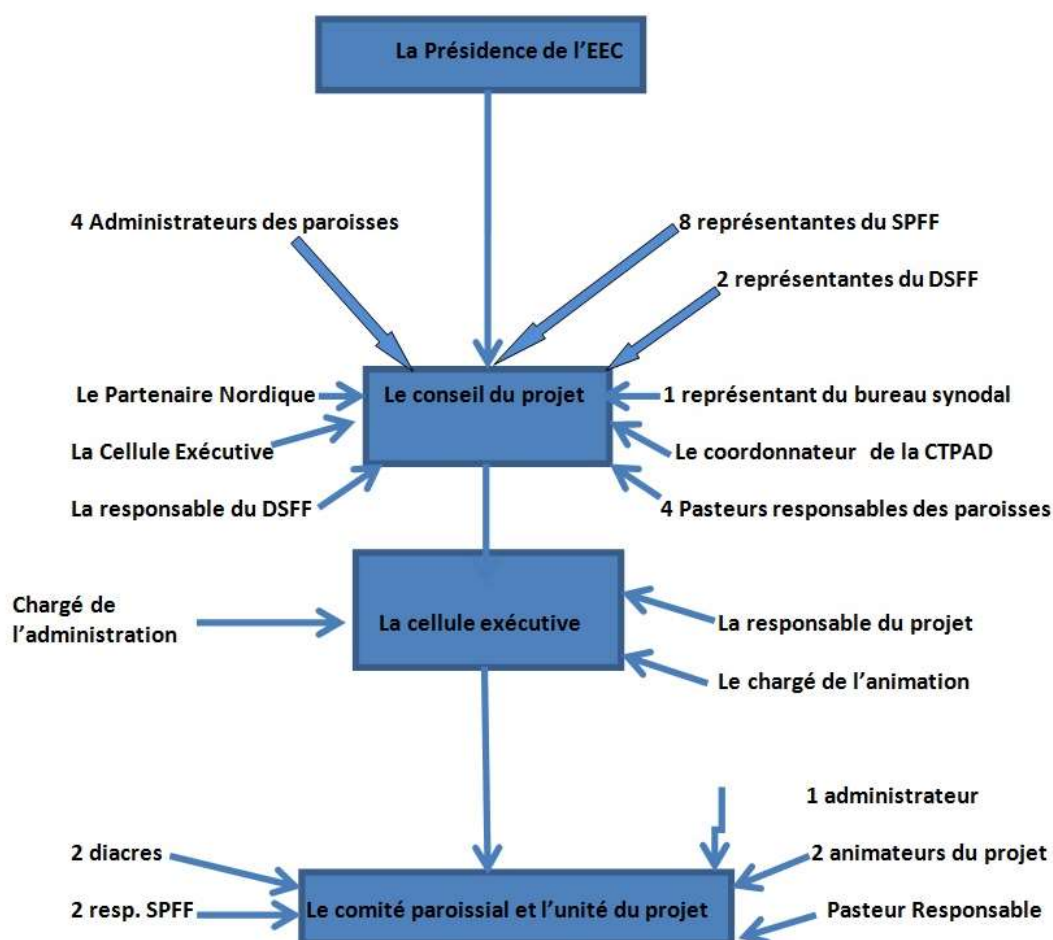 La Présidence de l'EEC
4 Administrateurs des paroisses
8 représentantes du SPFF
2 représentantes du DSFF
Le Partenaire Nordique
Le conseil du projet
1 représentant du bureau synodal
La Cellule Exécutive
Le coordonnateur de la CTPAD
La responsable du DSFF
4 Pasteurs responsables des paroisses
Chargé de
l'administration
La cellule exécutive
La responsable du projet
Le chargé de l'animation
1 administrateur
2 diacres
2 animateurs du projet
2 resp. SPFF
Le comité paroissial et l'unité du projet
Pasteur Responsable